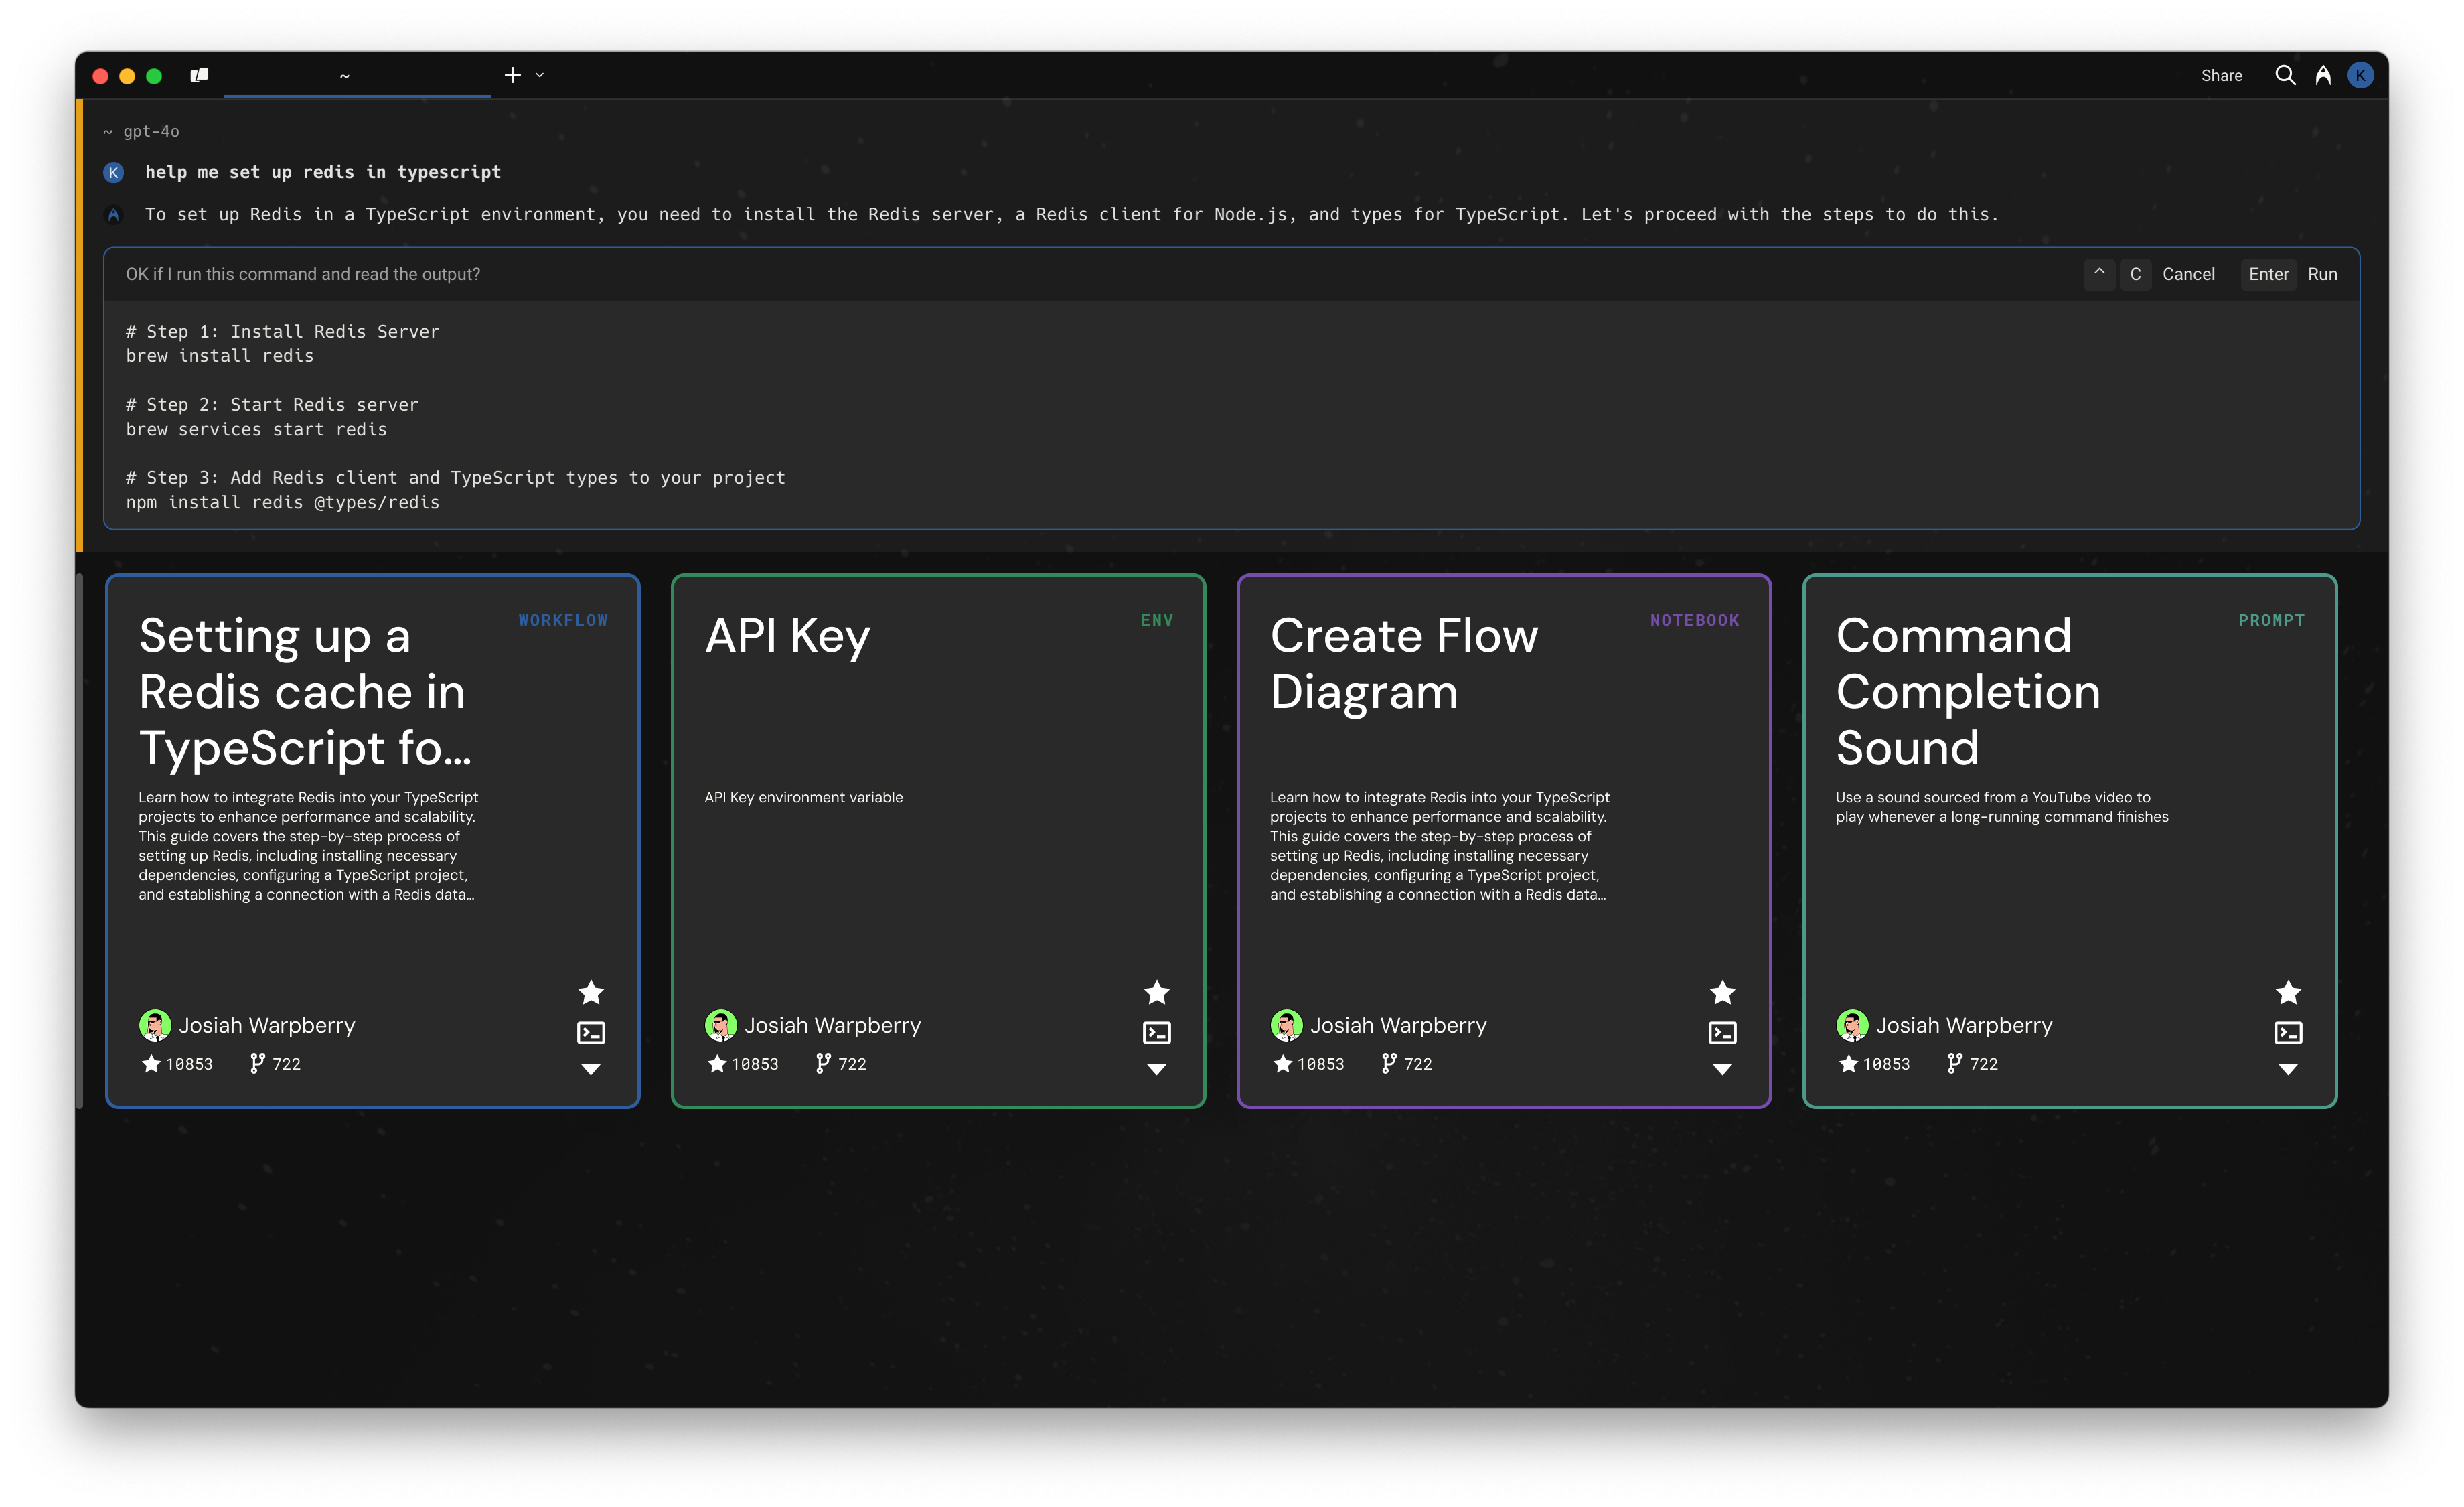 ~
Share
K
~ gpt-4o
K help me set up redis in typescript
To set up Redis in a TypeScript environment, you need to install the Redis server, a Redis client for Node.js, and types for TypeScript. Let's proceed with the steps to do this.
OK if I run this command and read the output?
^ C Cancel Enter Run
# Step 1: Install Redis Server
brew install redis
# Step 2: Start Redis server
brew services start redis
# Step 3: Add Redis client and TypeScript types to your project
npm install redis @types/redis
WORKFLOW
Setting up a
Redis cache in
TypeScript fo...
Learn how to integrate Redis into your TypeScript
projects to enhance performance and scalability.
This guide covers the step-by-step process of
setting up Redis, including installing necessary
dependencies, configuring a TypeScript project,
and establishing a connection with a Redis data...
Josiah Warpberry
10853 722
ENV
API Key
API Key environment variable
Josiah Warpberry
10853 722
NOTEBOOK
Create Flow
Diagram
Learn how to integrate Redis into your TypeScript
projects to enhance performance and scalability.
This guide covers the step-by-step process of
setting up Redis, including installing necessary
dependencies, configuring a TypeScript project,
and establishing a connection with a Redis data...
Josiah Warpberry
10853 722
PROMPT
Command
Completion
Sound
Use a sound sourced from a YouTube video to
play whenever a long-running command finishes
Josiah Warpberry
10853 722